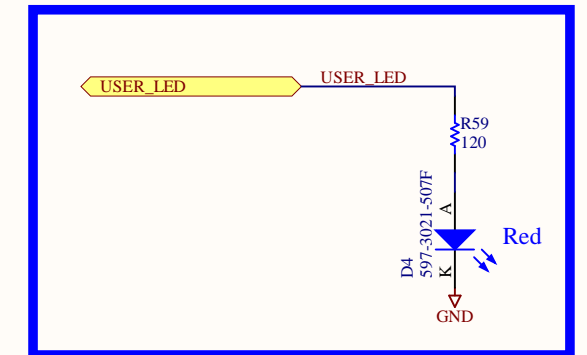 USER_LED
USER_LED
R59
120
D4
597-3021-507F
A
K
Red
GND